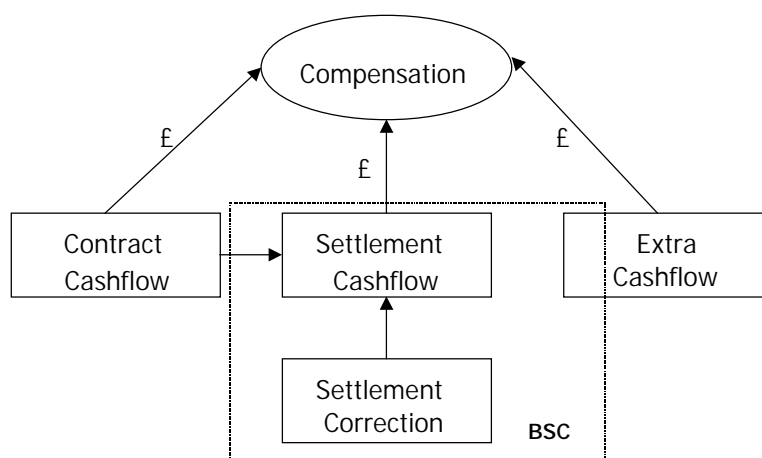 Compensation
£
£
£
Contract
Cashflow
Settlement
Cashflow
Extra
Cashflow
Settlement
Correction
BSC